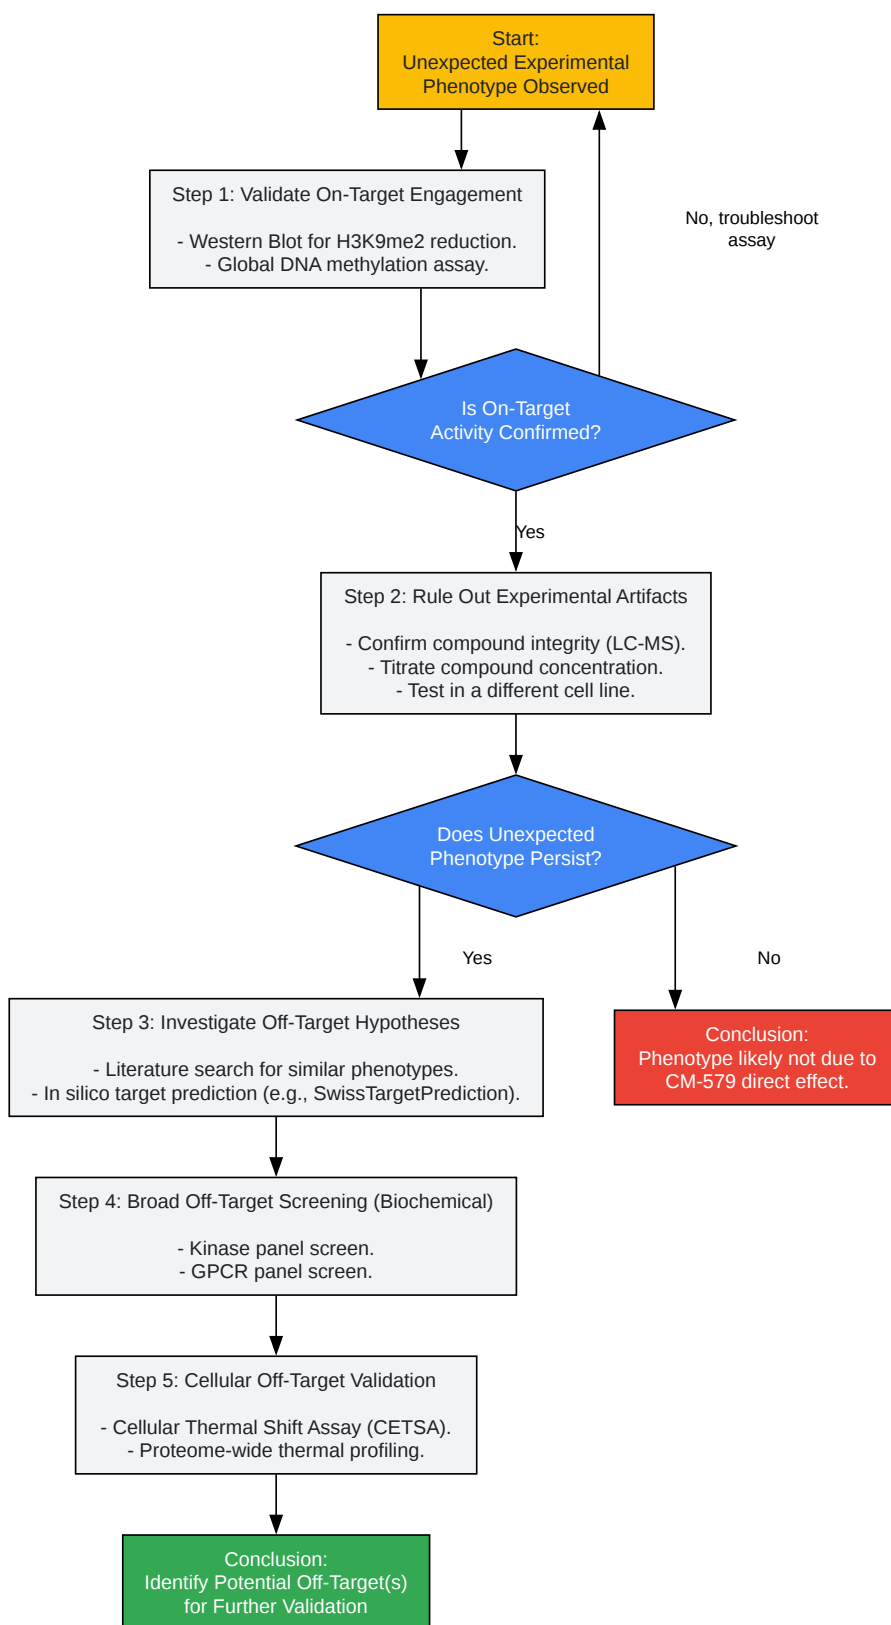 Start:
Unexpected Experimental
Phenotype Observed
Step 1: Validate On-Target Engagement
- Western Blot for H3K9me2 reduction.
- Global DNA methylation assay.
No, troubleshoot
assay
Is On-Target
Activity Confirmed?
Yes
Step 2: Rule Out Experimental Artifacts
- Confirm compound integrity (LC-MS).
- Titrate compound concentration.
- Test in a different cell line.
Does Unexpected
Phenotype Persist?
Yes
No
Step 3: Investigate Off-Target Hypotheses
- Literature search for similar phenotypes.
- In silico target prediction (e.g., SwissTargetPrediction).
Conclusion:
Phenotype likely not due to
CM-579 direct effect.
Step 4: Broad Off-Target Screening (Biochemical)
- Kinase panel screen.
- GPCR panel screen.
Step 5: Cellular Off-Target Validation
- Cellular Thermal Shift Assay (CETSA).
- Proteome-wide thermal profiling.
Conclusion:
Identify Potential Off-Target(s)
for Further Validation